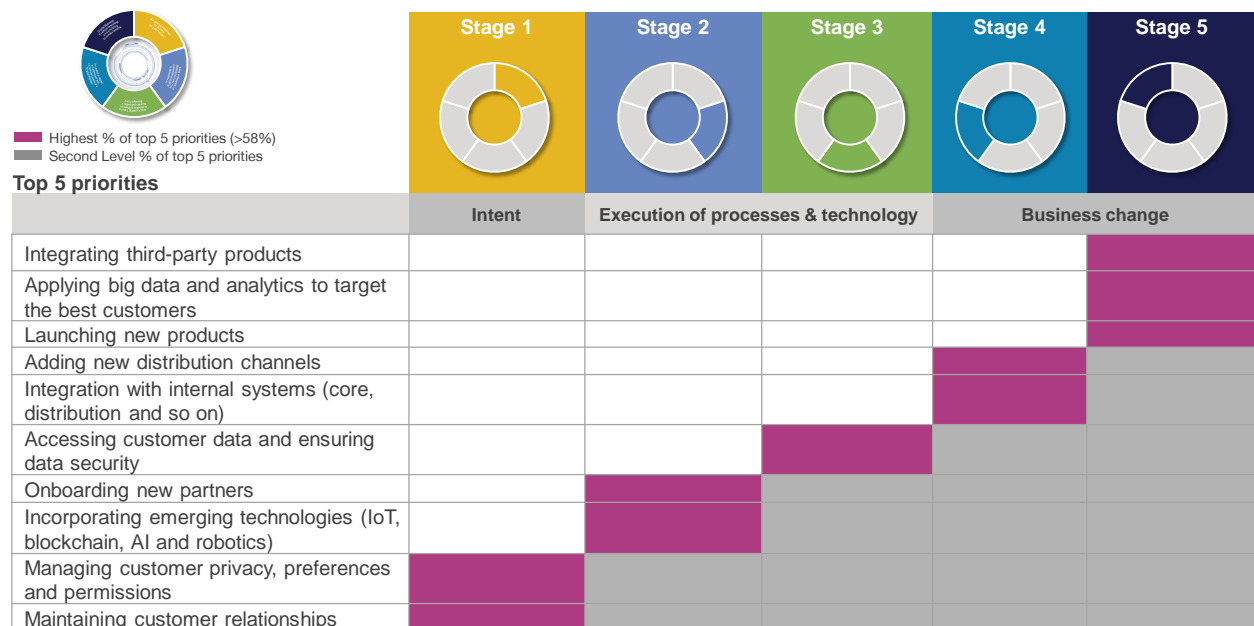 Stage 1
Stage 2
Stage 3
Stage 4
Stage 5
Highest % of top 5 priorities (>58%)
Second Level % of top 5 priorities
Top 5 priorities
Intent
Execution of processes & technology
Business change
Integrating third-party products
Applying big data and analytics to target
the best customers
Launching new products
Adding new distribution channels
Integration with internal systems (core,
distribution and so on)
Accessing customer data and ensuring
data security
Onboarding new partners
Incorporating emerging technologies (IoT,
blockchain, AI and robotics)
Managing customer privacy, preferences
and permissions
Maintaining customer relationships